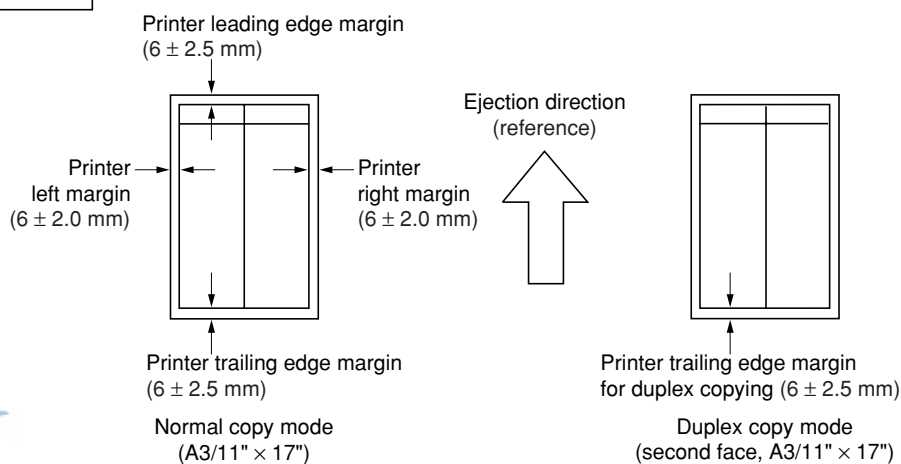 Printer leading edge margin
(6 ± 2.5 mm)
Ejection direction
(reference)
Printer
left margin
(6 ± 2.0 mm)
Printer
right margin
(6 ± 2.0 mm)
Printer trailing edge margin
(6 ± 2.5 mm)
Normal copy mode
(A3/11" × 17")
Printer trailing edge margin
for duplex copying (6 ± 2.5 mm)
Duplex copy mode
(second face, A3/11" × 17")